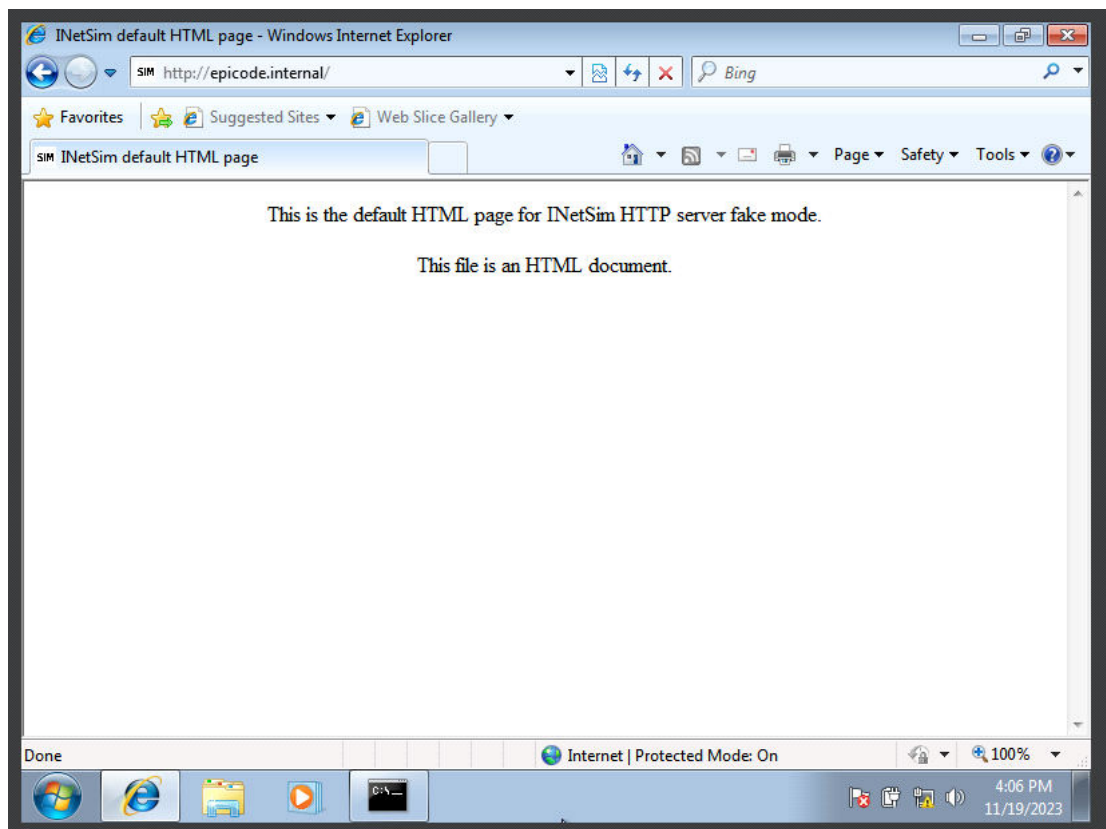 INetSim default HTML page - Windows Internet Explorer
SIM http://epicode.internal/
Bing
Favorites Suggested Sites Web Slice Gallery
SIM INetSim default HTML page
Page Safety Tools
This is the default HTML page for INetSim HTTP server fake mode.
This file is an HTML document.
Done
Internet | Protected Mode: On
100%
C:\_
4:06 PM
11/19/2023